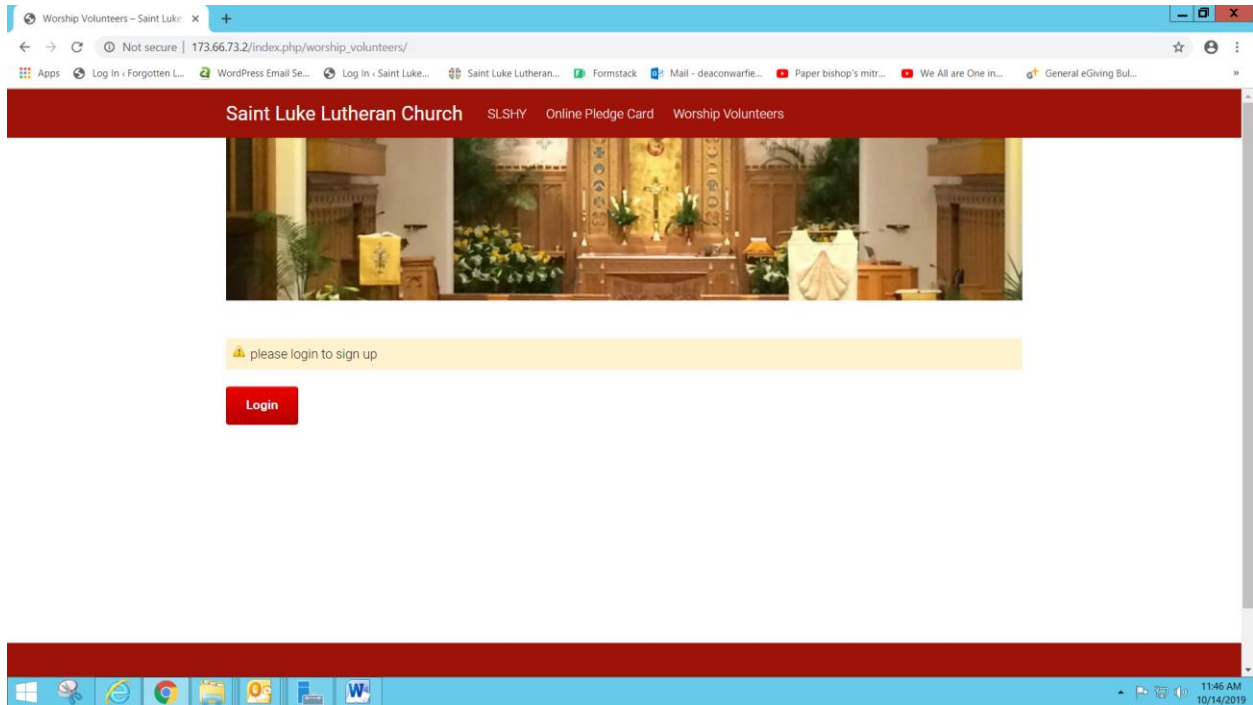 Worship Volunteers – Saint Luke
Not secure | 173.66.73.2/index.php/worship_volunteers/
Apps Log In ‹ Forgotten L... WordPress Email Se... Log In ‹ Saint Luke... Saint Luke Lutheran... Formstack Mail - deaconwarfie... Paper bishop's mitr... We All are One in... General eGiving Bul...
Saint Luke Lutheran Church SLSHY Online Pledge Card Worship Volunteers
please login to sign up
Login
11:46 AM
10/14/2019